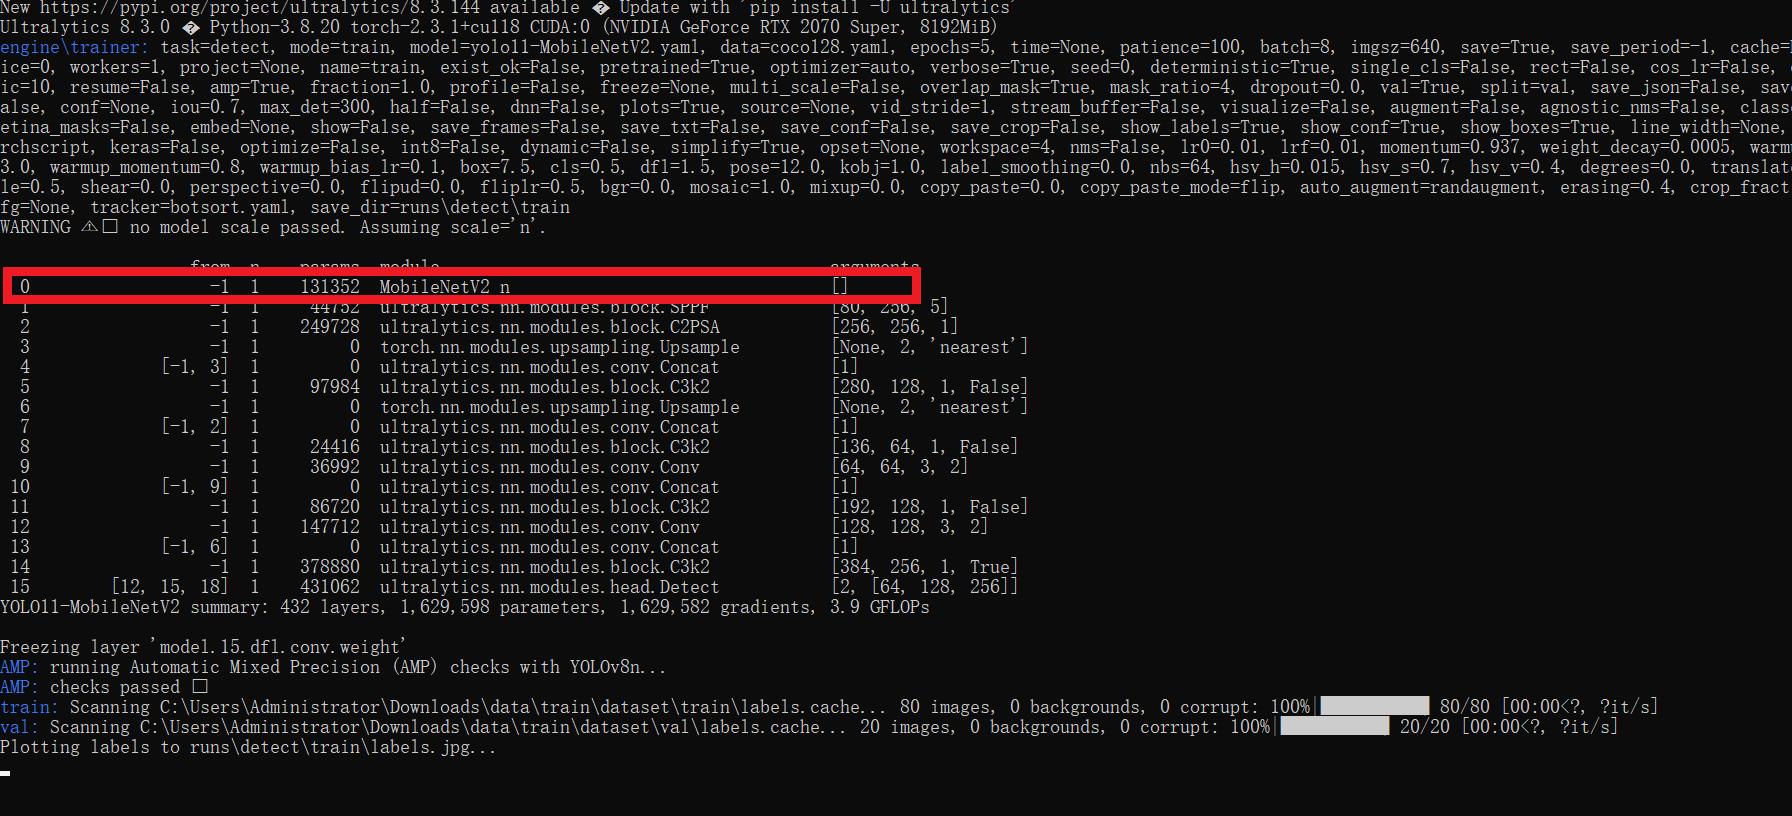 New https://pypi.org/project/ultralytics/8.3.144 available � Update with 'pip install -U ultralytics'
Ultralytics 8.3.0 � Python-3.8.20 torch-2.3.1+cu118 CUDA:0 (NVIDIA GeForce RTX 2070 Super, 8192MiB)
engine\trainer: task=detect, mode=train, model=yolo11-MobileNetV2.yaml, data=coco128.yaml, epochs=5, time=None, patience=100, batch=8, imgsz=640, save=True, save_period=-1, cache=
ice=0, workers=1, project=None, name=train, exist_ok=False, pretrained=True, optimizer=auto, verbose=True, seed=0, deterministic=True, single_cls=False, rect=False, cos_lr=False,
ic=10, resume=False, amp=True, fraction=1.0, profile=False, freeze=None, multi_scale=False, overlap_mask=True, mask_ratio=4, dropout=0.0, val=True, split=val, save_json=False, sav
alse, conf=None, iou=0.7, max_det=300, half=False, dnn=False, plots=True, source=None, vid_stride=1, stream_buffer=False, visualize=False, augment=False, agnostic_nms=False, class
etina_masks=False, embed=None, show=False, save_frames=False, save_txt=False, save_conf=False, save_crop=False, show_labels=True, show_conf=True, show_boxes=True, line_width=None,
rchscript, keras=False, optimize=False, int8=False, dynamic=False, simplify=True, opset=None, workspace=4, nms=False, lr0=0.01, lrf=0.01, momentum=0.937, weight_decay=0.0005, warm
3.0, warmup_momentum=0.8, warmup_bias_lr=0.1, box=7.5, cls=0.5, dfl=1.5, pose=12.0, kobj=1.0, label_smoothing=0.0, nbs=64, hsv_h=0.015, hsv_s=0.7, hsv_v=0.4, degrees=0.0, translat
le=0.5, shear=0.0, perspective=0.0, flipud=0.0, fliplr=0.5, bgr=0.0, mosaic=1.0, mixup=0.0, copy_paste=0.0, copy_paste_mode=flip, auto_augment=randaugment, erasing=0.4, crop_fract
fg=None, tracker=botsort.yaml, save_dir=runs\detect\train
WARNING ⚠□ no model scale passed. Assuming scale='n'.
from n params module arguments
0 -1 1 131352 MobileNetV2_n []
1 -1 1 44752 ultralytics.nn.modules.block.SPPF [80, 256, 5]
2 -1 1 249728 ultralytics.nn.modules.block.C2PSA [256, 256, 1]
3 -1 1 0 torch.nn.modules.upsampling.Upsample [None, 2, 'nearest']
4 [-1, 3] 1 0 ultralytics.nn.modules.conv.Concat [1]
5 -1 1 97984 ultralytics.nn.modules.block.C3k2 [280, 128, 1, False]
6 -1 1 0 torch.nn.modules.upsampling.Upsample [None, 2, 'nearest']
7 [-1, 2] 1 0 ultralytics.nn.modules.conv.Concat [1]
8 -1 1 24416 ultralytics.nn.modules.block.C3k2 [136, 64, 1, False]
9 -1 1 36992 ultralytics.nn.modules.conv.Conv [64, 64, 3, 2]
10 [-1, 9] 1 0 ultralytics.nn.modules.conv.Concat [1]
11 -1 1 86720 ultralytics.nn.modules.block.C3k2 [192, 128, 1, False]
12 -1 1 147712 ultralytics.nn.modules.conv.Conv [128, 128, 3, 2]
13 [-1, 6] 1 0 ultralytics.nn.modules.conv.Concat [1]
14 -1 1 378880 ultralytics.nn.modules.block.C3k2 [384, 256, 1, True]
15 [12, 15, 18] 1 431062 ultralytics.nn.modules.head.Detect [2, [64, 128, 256]]
YOLO11-MobileNetV2 summary: 432 layers, 1,629,598 parameters, 1,629,582 gradients, 3.9 GFLOPs
Freezing layer 'model.15.dfl.conv.weight'
AMP: running Automatic Mixed Precision (AMP) checks with YOLOv8n...
AMP: checks passed □
train: Scanning C:\Users\Administrator\Downloads\data\train\dataset\train\labels.cache... 80 images, 0 backgrounds, 0 corrupt: 100%|██████████| 80/80 [00:00<?, ?it/s]
val: Scanning C:\Users\Administrator\Downloads\data\train\dataset\val\labels.cache... 20 images, 0 backgrounds, 0 corrupt: 100%|██████████| 20/20 [00:00<?, ?it/s]
Plotting labels to runs\detect\train\labels.jpg...